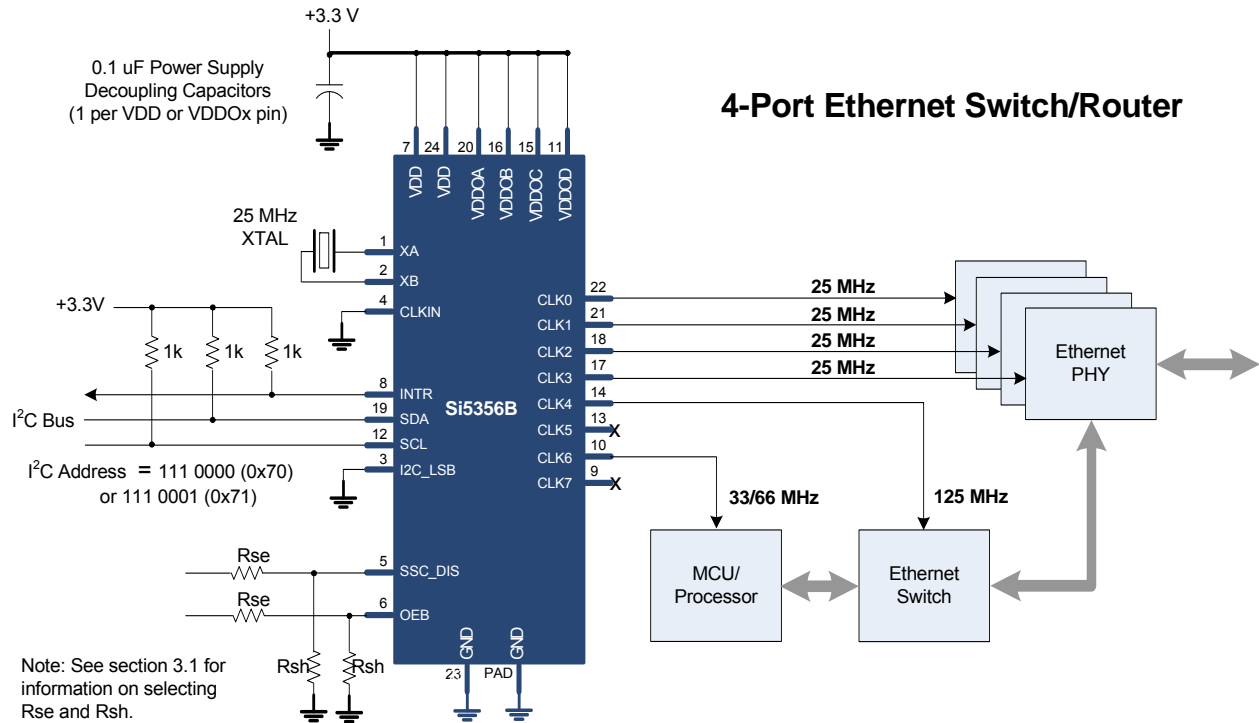 +3.3 V
0.1 uF Power Supply
Decoupling Capacitors
(1 per VDD or VDDOx pin)
4-Port Ethernet Switch/Router
7
24
20
16
15
11
VDD
VDD
VDDOA
VDDOB
VDDOC
VDDOD
25 MHz
XTAL
1
XA
2
XB
4
CLKIN
+3.3V
1k
1k
1k
8
INTR
I²C Bus
19
SDA
12
SCL
3
I2C_LSB
I²C Address = 111 0000 (0x70)
or 111 0001 (0x71)
Si5356B
CLK0
22
25 MHz
CLK1
21
25 MHz
CLK2
18
25 MHz
CLK3
17
25 MHz
CLK4
14
CLK5
13
X
CLK6
10
CLK7
9
X
Ethernet
PHY
33/66 MHz
125 MHz
MCU/
Processor
Ethernet
Switch
Rse
5
SSC_DIS
Rse
6
OEB
Rsh
Rsh
GND
GND
23
PAD
Note: See section 3.1 for
information on selecting
Rse and Rsh.